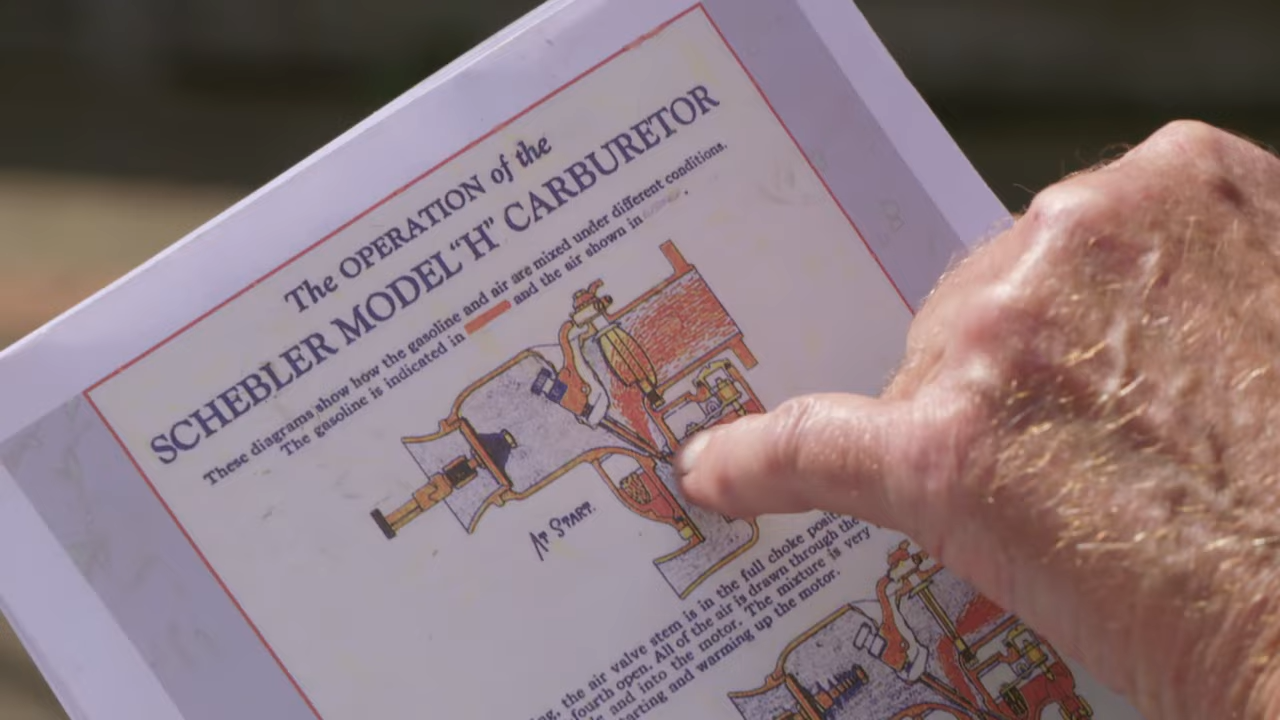 The OPERATION of the
SCHEBLER MODEL "H" CARBURETOR
These diagrams show how the gasoline and air are mixed under different conditions.
The gasoline is indicated in and the air shown in .
AT START.
the air valve stem is in the full choke
fourth open. All of the air is drawn through the
and into the motor. The mixture is very
and warming up the motor.